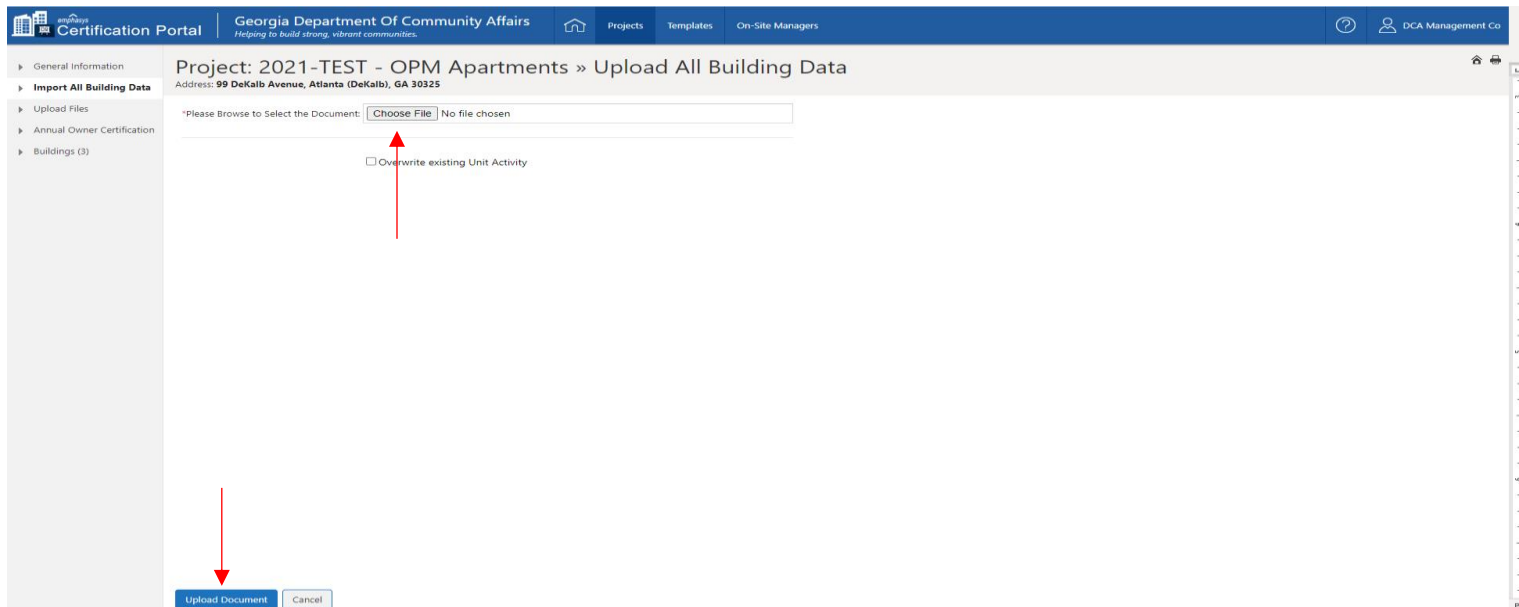 emphasys
Certification Portal
Georgia Department Of Community Affairs
Helping to build strong, vibrant communities.
Projects
Templates
On-Site Managers
?
DCA Management Co
General Information
Import All Building Data
Upload Files
Annual Owner Certification
Buildings (3)
Project: 2021-TEST - OPM Apartments » Upload All Building Data
Address: 99 DeKalb Avenue, Atlanta (DeKalb), GA 30325
*Please Browse to Select the Document: Choose File No file chosen
Overwrite existing Unit Activity
Upload Document
Cancel